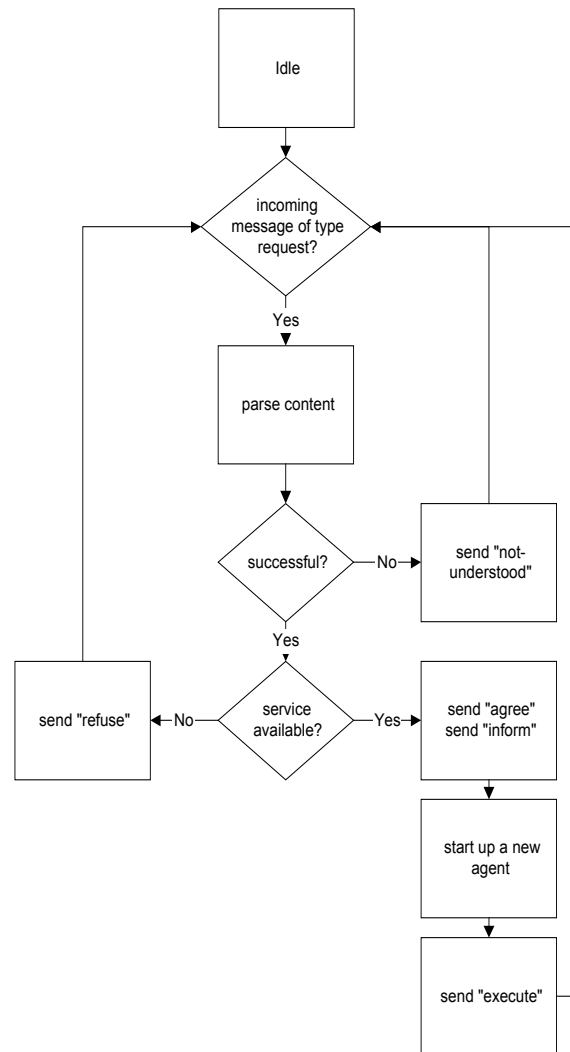 Idle
incoming
message of type
request?
Yes
parse content
successful?
No
send "not-
understood"
Yes
send "refuse"
No
service
available?
Yes
send "agree"
send "inform"
start up a new
agent
send "execute"